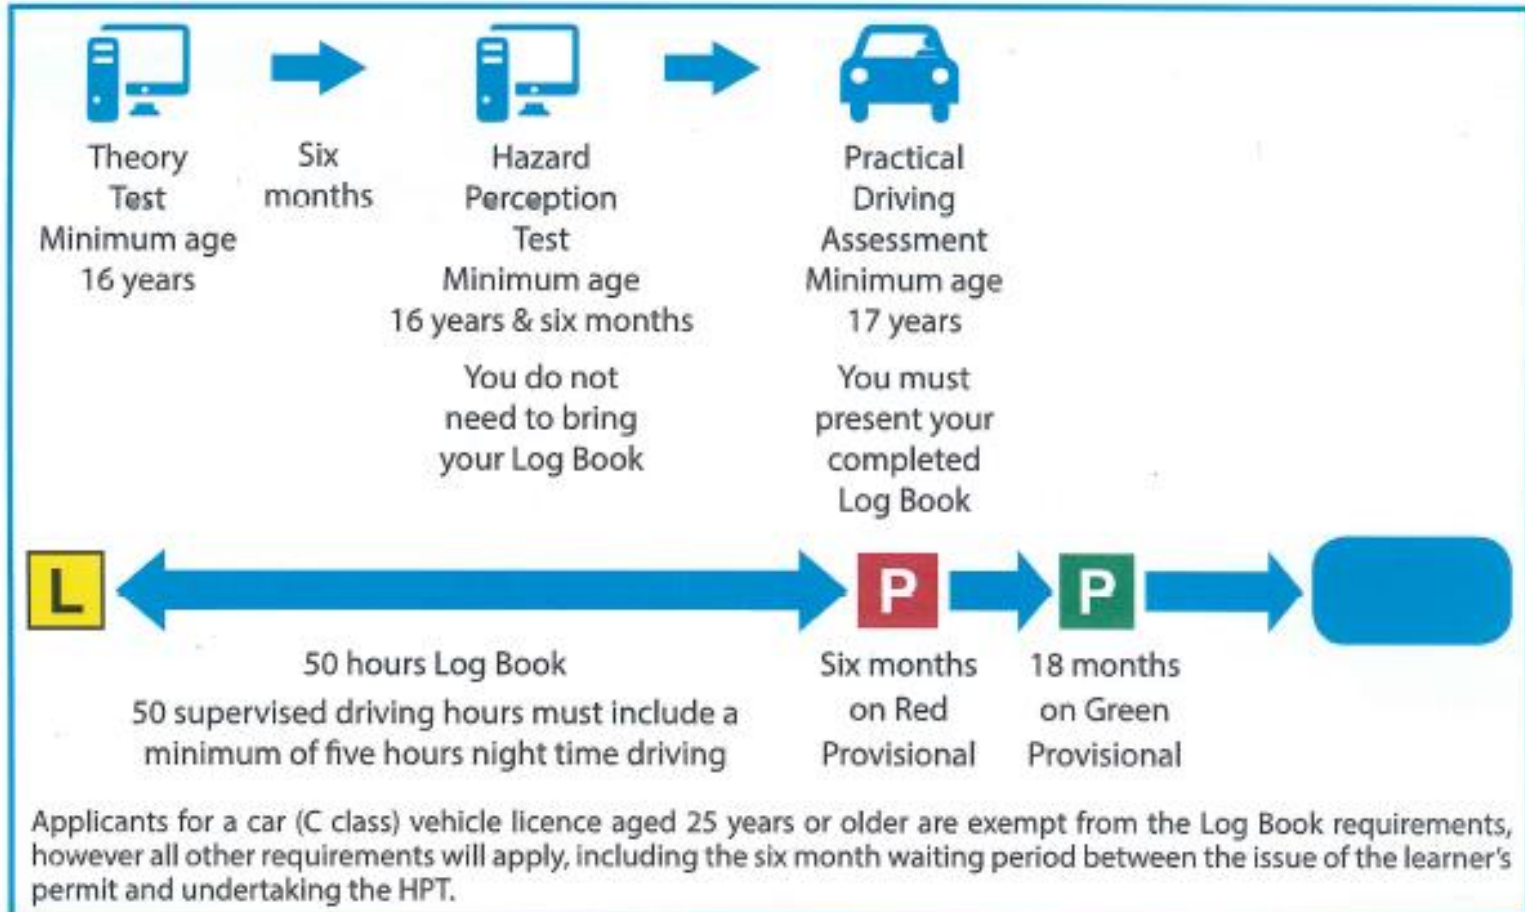 Theory
Test
Minimum age
16 years
Six
months
Hazard
Perception
Test
Minimum age
16 years & six months
You do not
need to bring
your Log Book
Practical
Driving
Assessment
Minimum age
17 years
You must
present your
completed
Log Book
L
P
P
50 hours Log Book
50 supervised driving hours must include a
minimum of five hours night time driving
Six months
on Red
Provisional
18 months
on Green
Provisional
Applicants for a car (C class) vehicle licence aged 25 years or older are exempt from the Log Book requirements,
however all other requirements will apply, including the six month waiting period between the issue of the learner's
permit and undertaking the HPT.